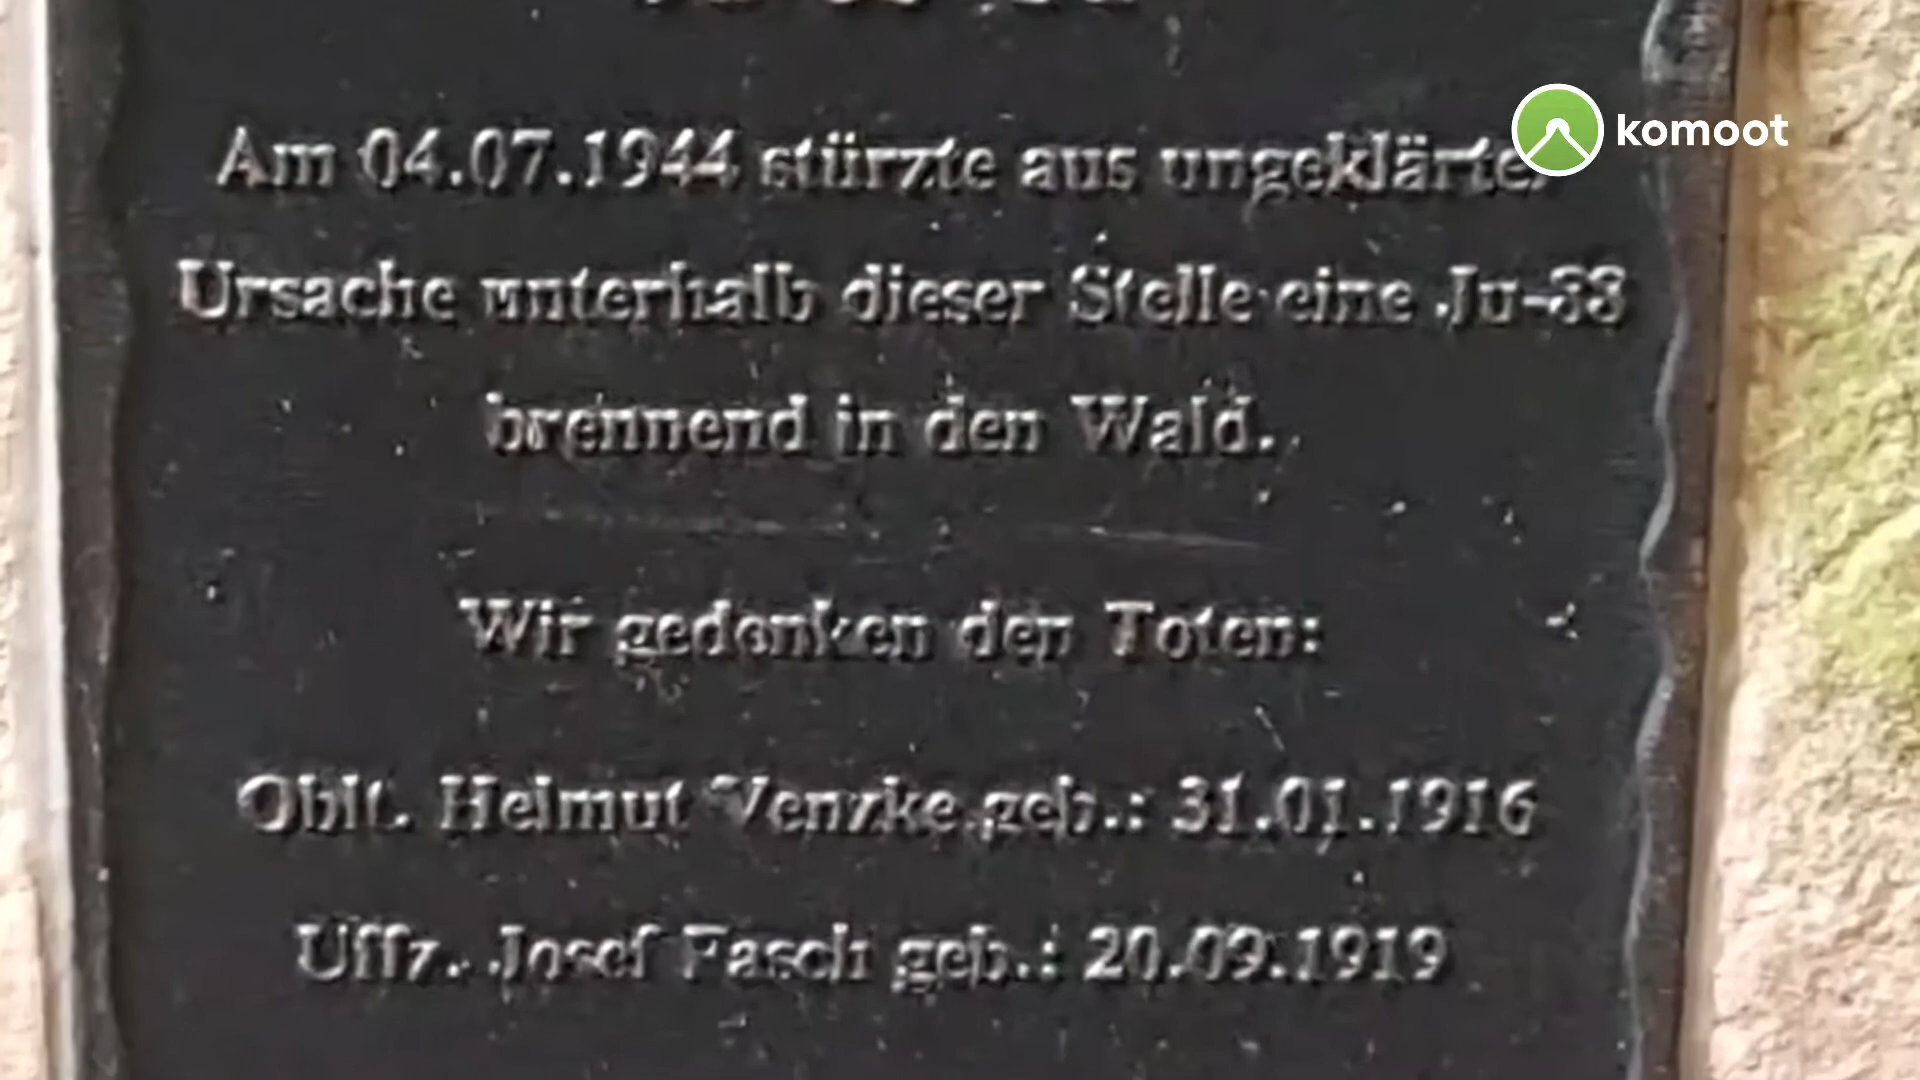 komoot
Am 04.07.1944 stürzte aus ungeklärter
Ursache unterhalb dieser Stelle eine Ju-88
brennend in den Wald.
Wir gedenken den Toten:
Oblt. Helmut Venzke geb.: 31.01.1916
Uffz. Josef Fasch geb.: 20.09.1919